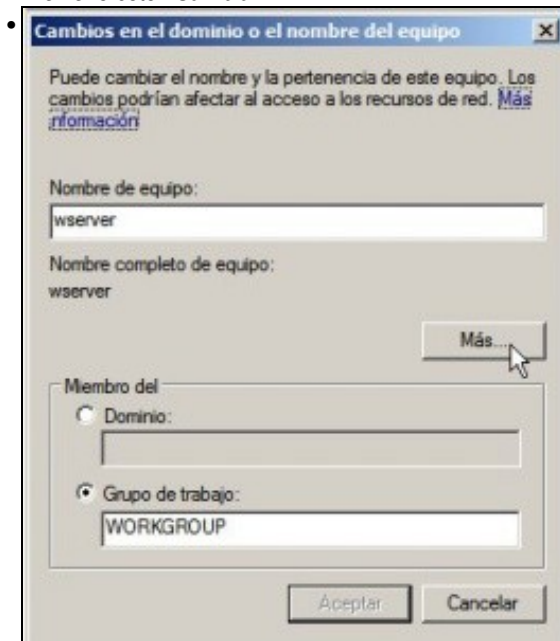 Cambios en el dominio o el nombre del equipo
Puede cambiar el nombre y la pertenencia de este equipo. Los
cambios podrían afectar al acceso a los recursos de red. Más
información
Nombre de equipo:
wserver
Nombre completo de equipo:
wserver
Más...
Miembro del
Dominio:
Grupo de trabajo:
WORKGROUP
Aceptar
Cancelar